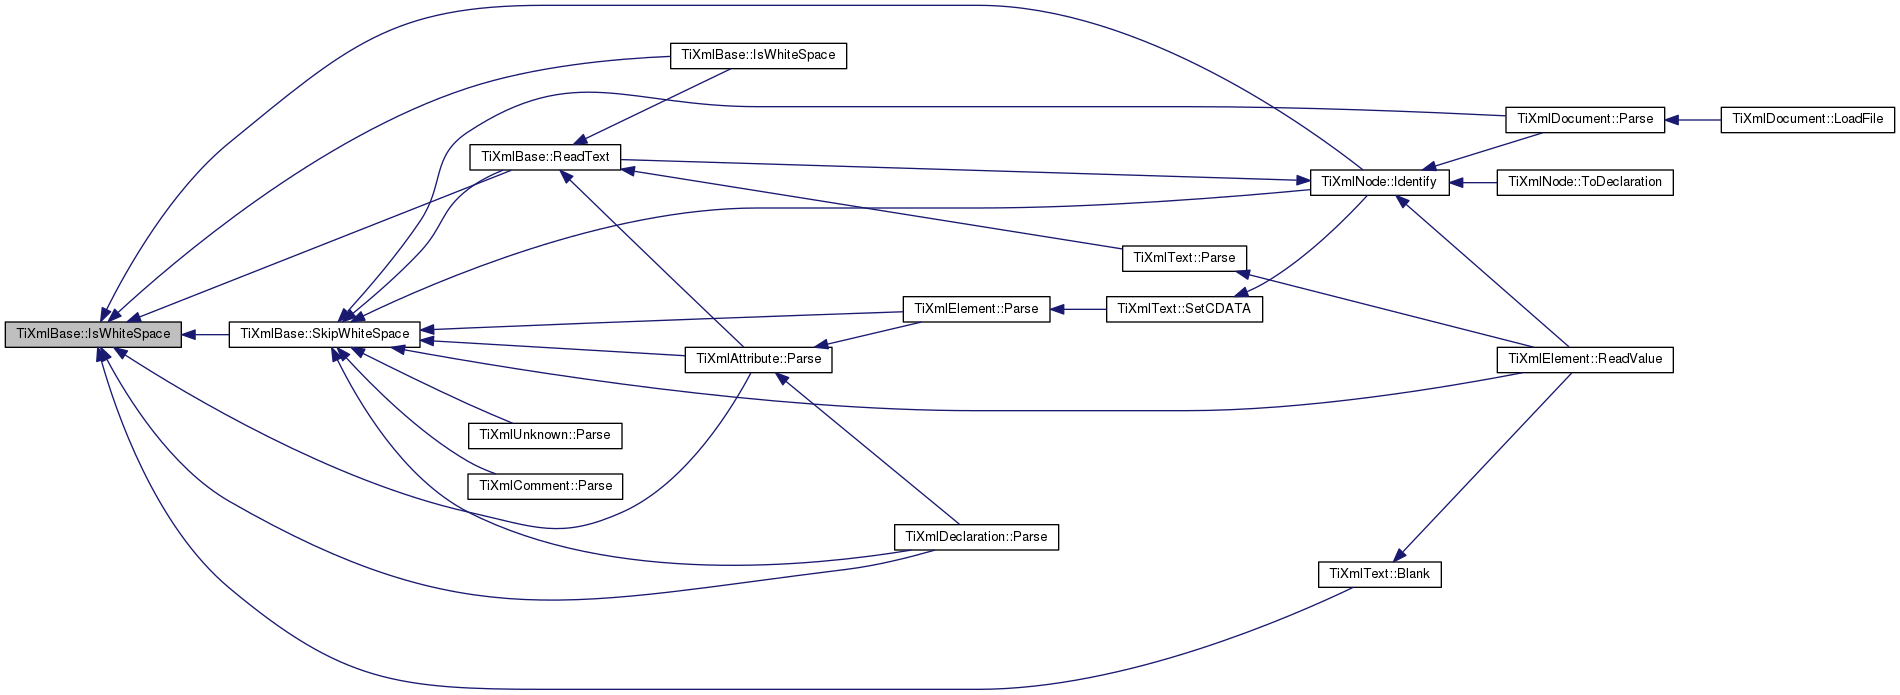 TiXmlBase::IsWhiteSpace
TiXmlDocument::Parse
TiXmlDocument::LoadFile
TiXmlBase::ReadText
TiXmlNode::Identify
TiXmlNode::ToDeclaration
TiXmlText::Parse
TiXmlElement::Parse
TiXmlText::SetCDATA
TiXmlBase::IsWhiteSpace
TiXmlBase::SkipWhiteSpace
TiXmlAttribute::Parse
TiXmlElement::ReadValue
TiXmlUnknown::Parse
TiXmlComment::Parse
TiXmlDeclaration::Parse
TiXmlText::Blank